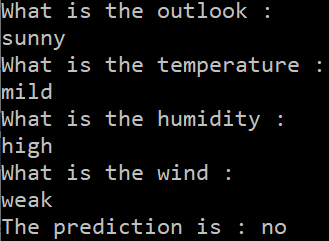 What is the outlook :
sunny
What is the temperature :
mild
What is the humidity :
high
What is the wind :
weak
The prediction is : no